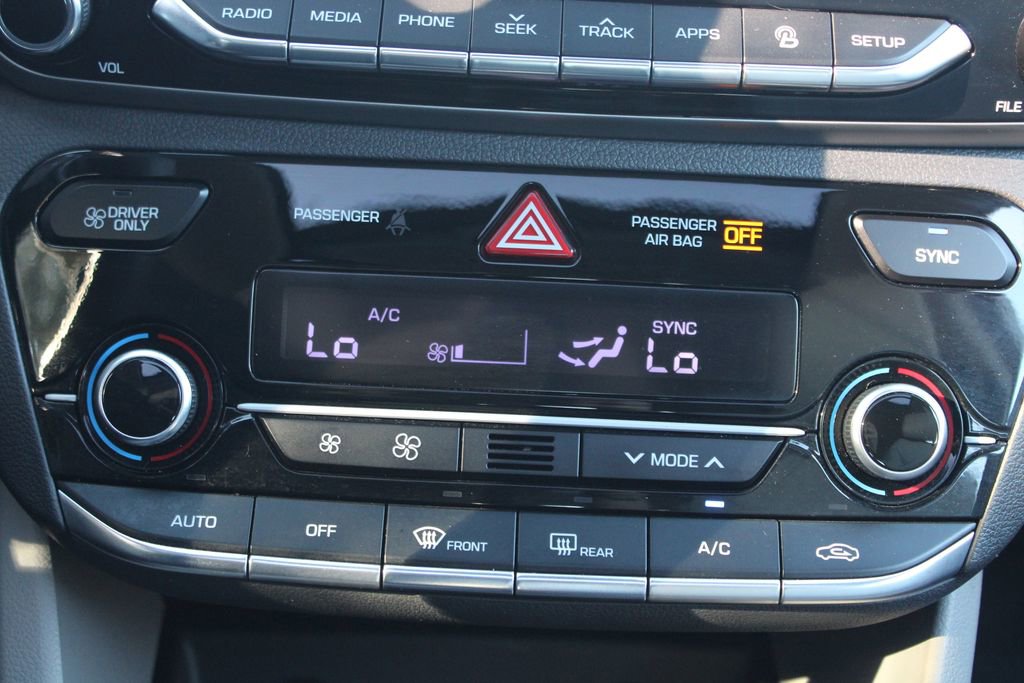 RADIO
MEDIA
PHONE
SEEK
TRACK
APPS
SETUP
VOL
FILE
DRIVER
ONLY
PASSENGER
PASSENGER
AIR BAG
OFF
SYNC
A/C
Lo
SYNC
Lo
MODE
AUTO
OFF
FRONT
REAR
A/C